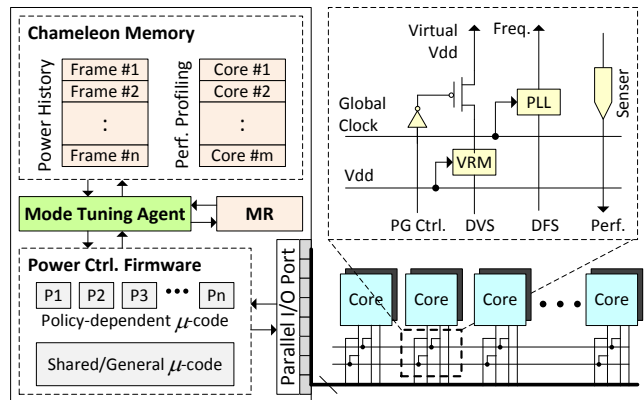 Chameleon Memory
Power History
Frame #1
Frame #2
:
Frame #n
Perf. Profiling
Core #1
Core #2
:
Core #m
Mode Tuning Agent
MR
Power Ctrl. Firmware
P1 P2 P3 ••• Pn
Policy-dependent μ-code
Shared/General μ-code
Parallel I/O Port
Virtual Vdd
Freq.
Senser
PLL
Global Clock
VRM
Vdd
PG Ctrl. DVS DFS Perf.
Core Core Core • • • Core